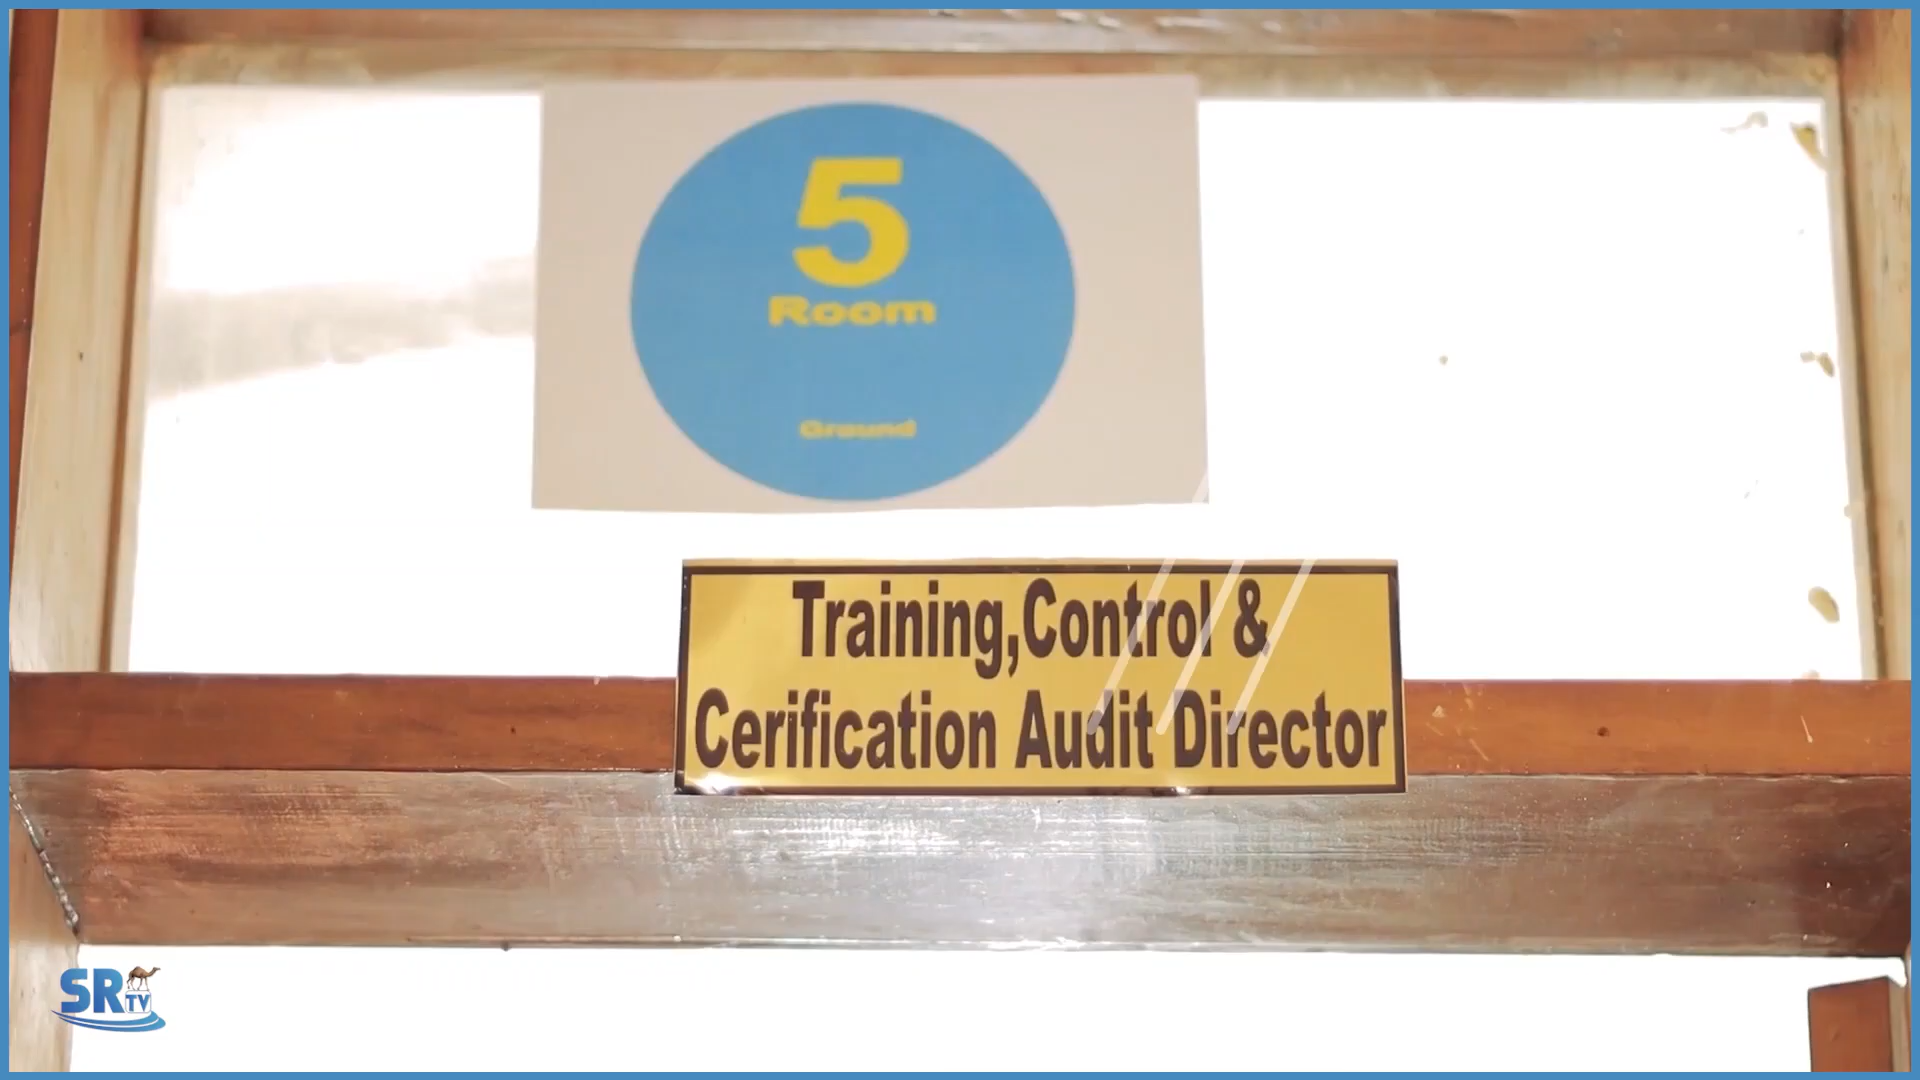 5
Room
Ground
Training,Control &
Cerification Audit Director
SR TV